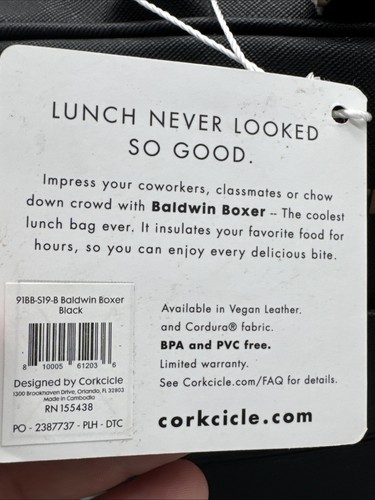 LUNCH NEVER LOOKED
SO GOOD.
Impress your coworkers, classmates or chow
down crowd with Baldwin Boxer -- The coolest
lunch bag ever. It insulates your favorite food for
hours, so you can enjoy every delicious bite.
91BB-S19-B Baldwin Boxer
Black
8 10005 61203 6
Designed by Corkcicle
1200 Brookhaven Drive, Orlando, FL 32803
Made in Cambodia
RN 155438
PO - 2387737 - PLH - DTC
Available in Vegan Leather.
and Cordura® fabric.
BPA and PVC free.
Limited warranty.
See Corkcicle.com/FAQ for details.
corkcicle.com